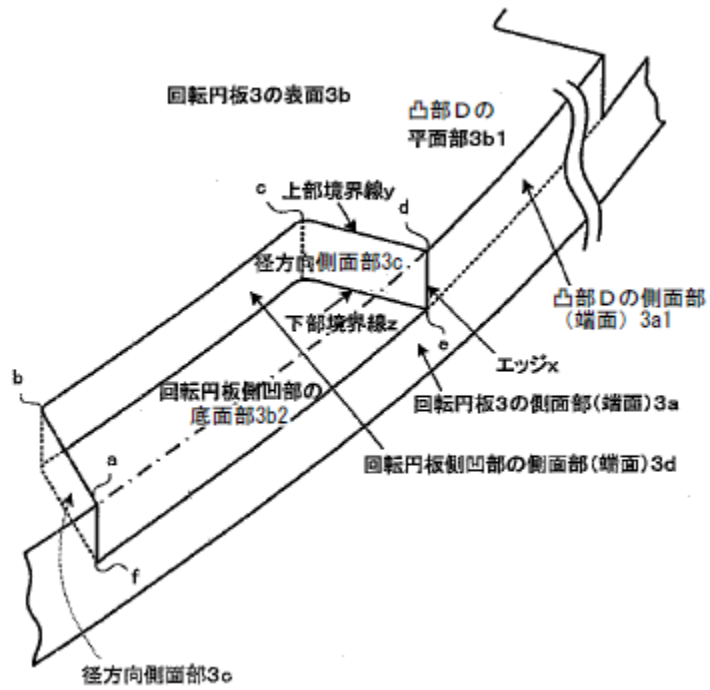 回転円板3の表面3b
凸部Dの
平面部3b1
c
上部境界線y
d
径方向側面部3c
凸部Dの側面部
(端面) 3a1
下部境界線z
e
エッジx
b
回転円板側凹部の
底面部3b2
回転円板3の側面部(端面)3a
a
回転円板側凹部の側面部(端面)3d
f
径方向側面部3c